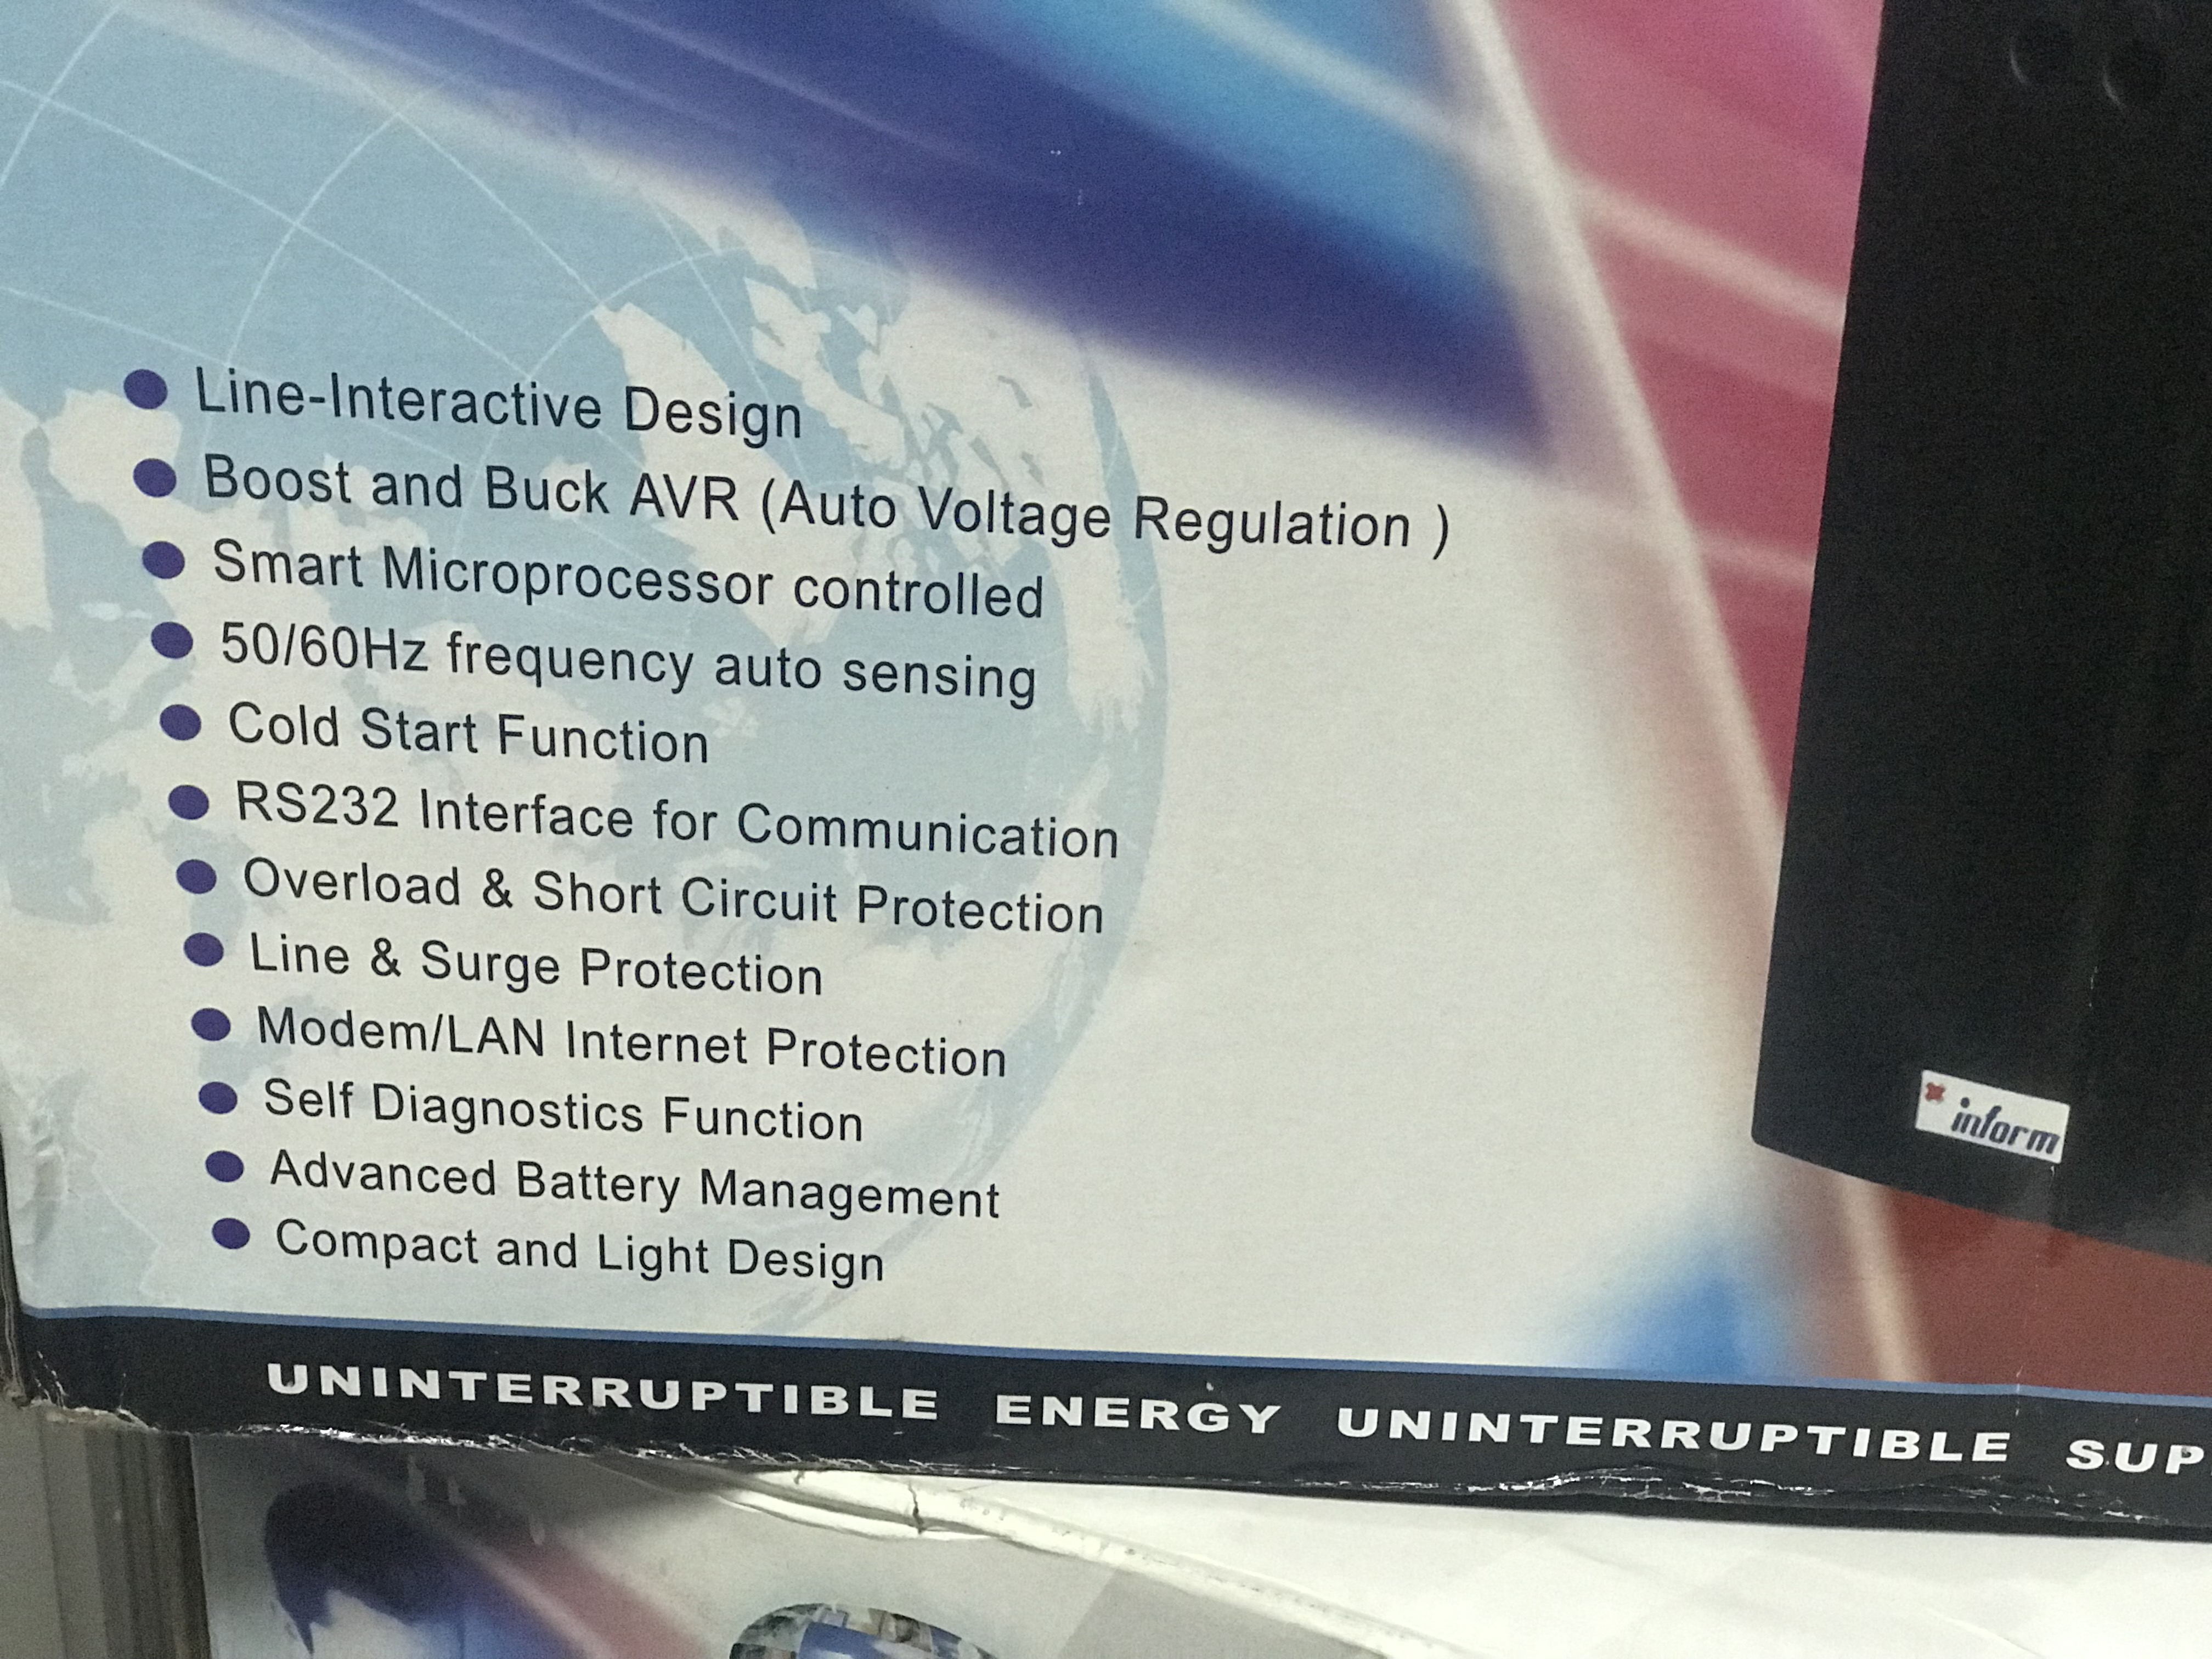 Line-Interactive Design
Boost and Buck AVR (Auto Voltage Regulation )
Smart Microprocessor controlled
50/60Hz frequency auto sensing
Cold Start Function
RS232 Interface for Communication
Overload & Short Circuit Protection
Line & Surge Protection
Modem/LAN Internet Protection
Self Diagnostics Function
Advanced Battery Management
Compact and Light Design
inform
UNINTERRUPTIBLE ENERGY UNINTERRUPTIBLE SUP